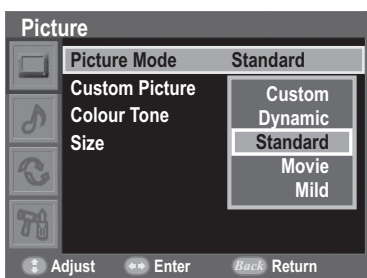 Picture
Picture Mode Standard
Custom Picture
Colour Tone
Size
Custom
Dynamic
Standard
Movie
Mild
Adjust Enter Back Return